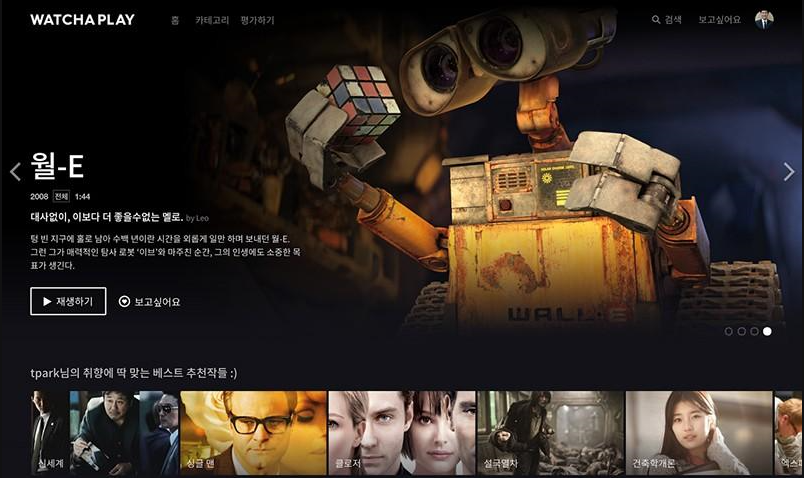 WATCHA PLAY
홈 카테고리 평가하기
검색 보고싶어요
월-E
2008 전체 1:44
대사없이, 이보다 더 좋을수없는 멜로. by Leo
텅 빈 지구에 홀로 남아 수백 년이란 시간을 외롭게 일만 하며 보내던 월-E.
그런 그가 매력적인 탐사 로봇 '이브'와 마주친 순간, 그의 인생에도 소중한 목
표가 생긴다.
재생하기 보고싶어요
WALL·E
tpark님의 취향에 딱 맞는 베스트 추천작들 :)
신세계 싱글 맨 클로저 설국열차 건축학개론